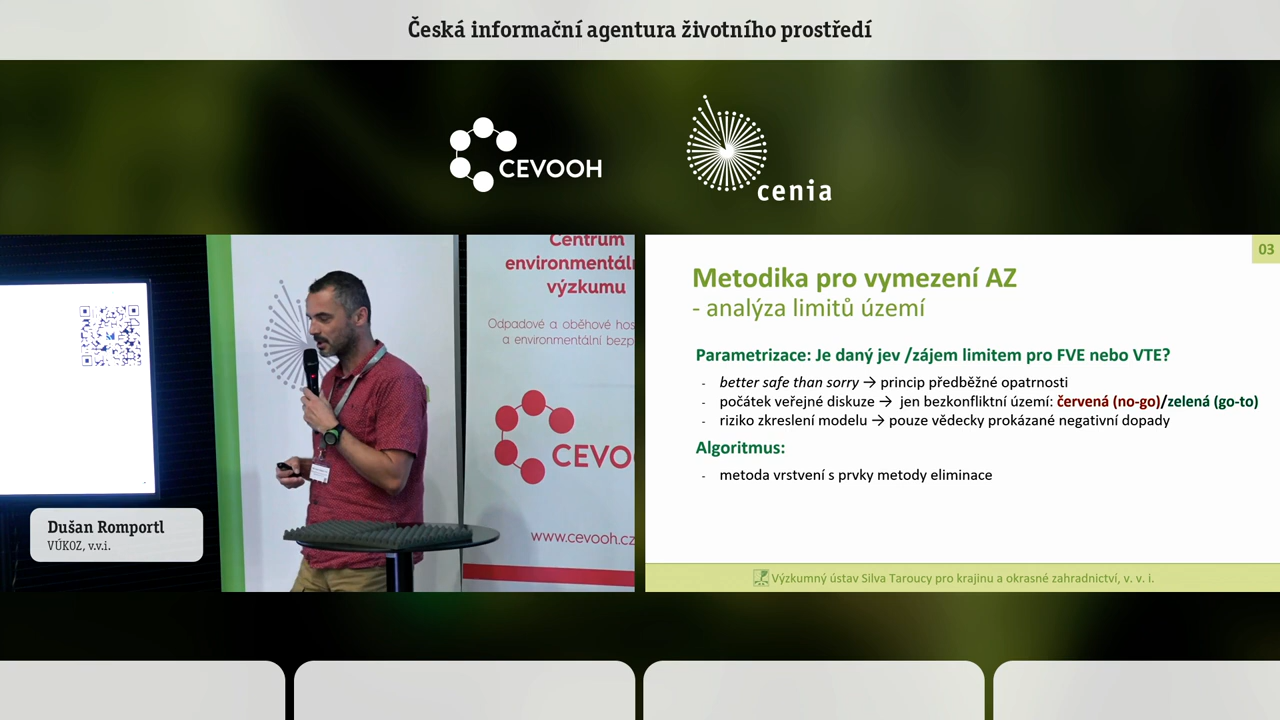 Česká informační agentura životního prostředí
CEVOOH
cenia
Centrum
environmentáln
výzkumu
Odpadové a oběhové hos
a environmentální bezp
CEVO
www.cevooh.cz
Dušan Romportl
VÚKOZ, v.v.i.
03
Metodika pro vymezení AZ
- analýza limitů území
Parametrizace: Je daný jev /zájem limitem pro FVE nebo VTE?
- better safe than sorry → princip předběžné opatrnosti
- počátek veřejné diskuze → jen bezkonfliktní území: červená (no-go)/zelená (go-to)
- riziko zkreslení modelu → pouze vědecky prokázané negativní dopady
Algoritmus:
- metoda vrstvení s prvky metody eliminace
Výzkumný ústav Silva Taroucy pro krajinu a okrasné zahradnictví, v. v. i.